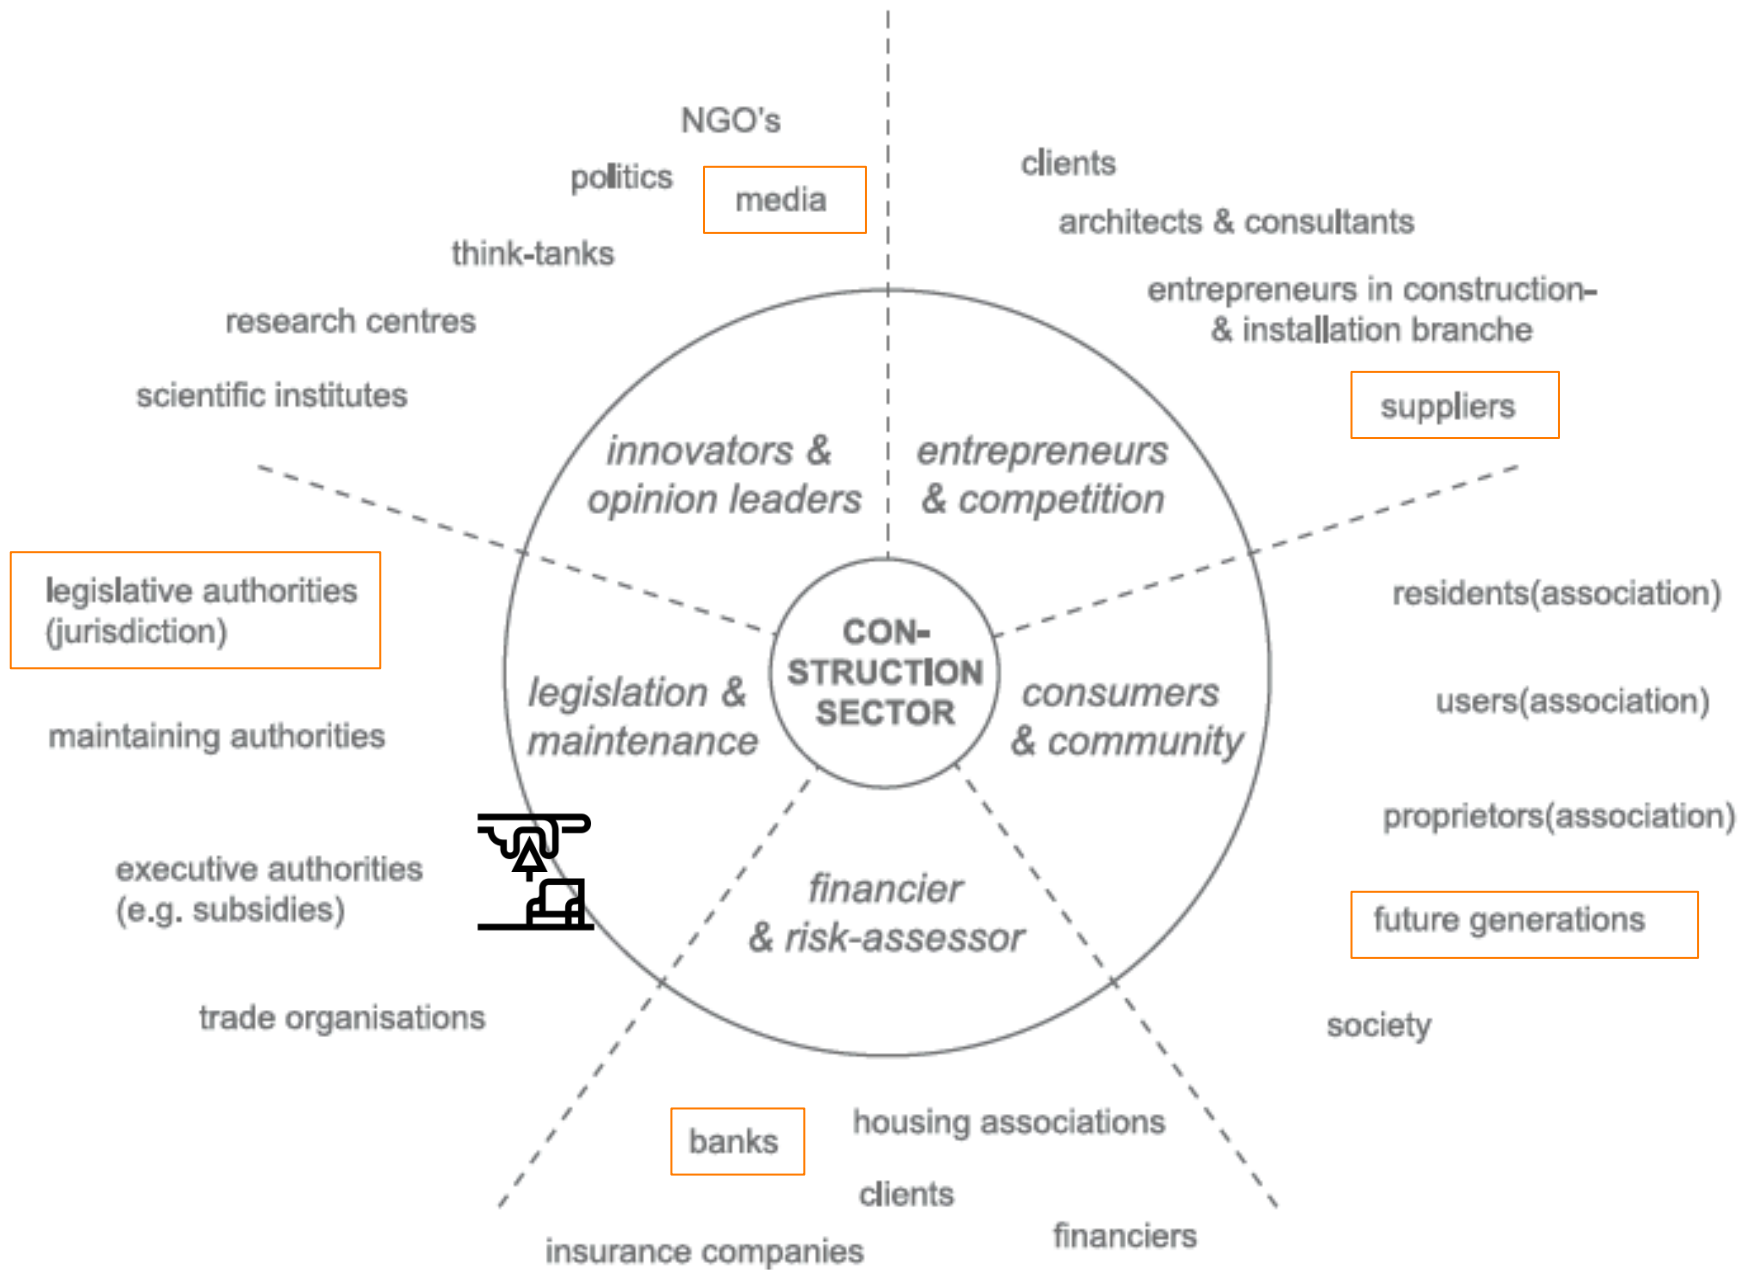 NGO's
politics
media
think-tanks
research centres
scientific institutes
clients
architects & consultants
entrepreneurs in construction-
& installation branche
suppliers
innovators &
opinion leaders
entrepreneurs
& competition
legislative authorities
(jurisdiction)
maintaining authorities
executive authorities
(e.g. subsidies)
trade organisations
legislation &
maintenance
CON-
STRUCTION
SECTOR
consumers
& community
residents(association)
users(association)
proprietors(association)
future generations
society
financier
& risk-assessor
banks
housing associations
clients
financiers
insurance companies